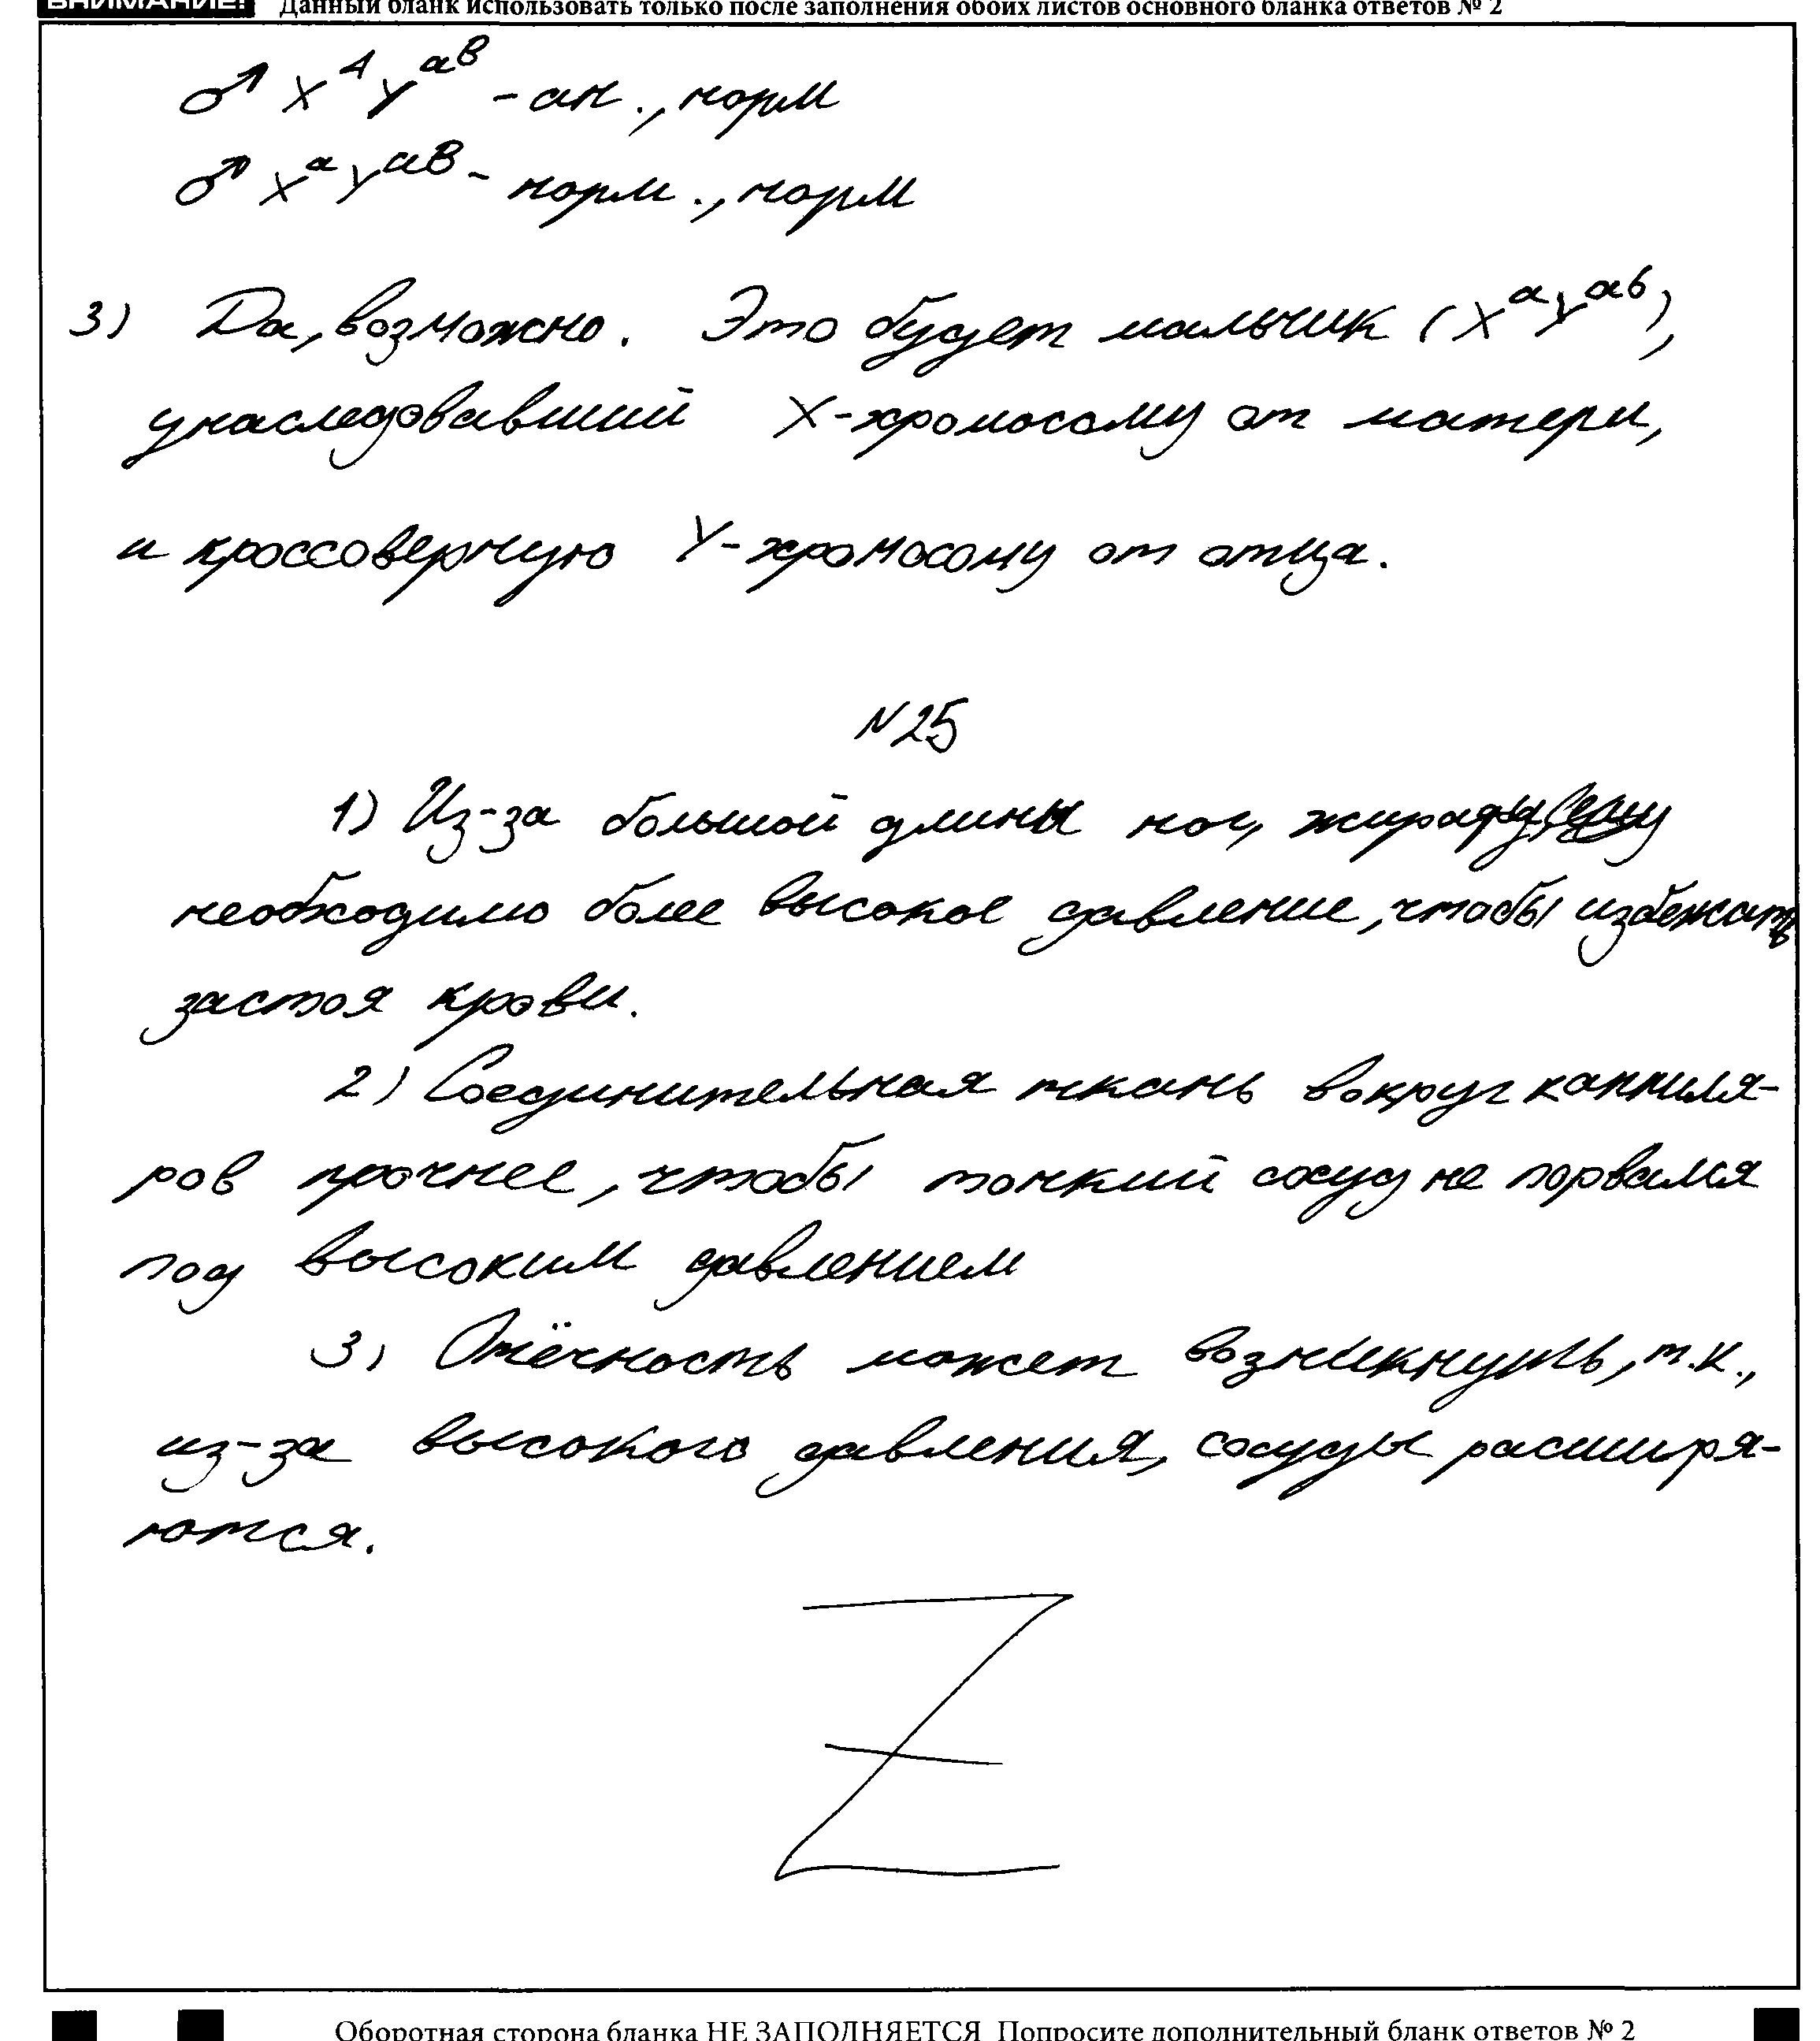 ВНИМАНИЕ! Данный бланк использовать только после заполнения обоих листов основного бланка ответов № 2
♂ X^A Y^aB - ан., норм
♂ X^a Y^aB - норм., норм
3) Да, возможно. Это будет мальчик (X^a Y^ab),
унаследовавший X-хромосому от матери,
и кроссоверную Y-хромосому от отца.
№25
1) Из-за большой длины ног, жирафу
необходимо более высокое давление, чтобы избежать
застоя крови.
2) Соединительная ткань вокруг капиля-
ров прочнее, чтобы тонкий сосуд не порвался
под высоким давлением
3) Отёчность может возникнуть, т.к.,
из-за высокого давления, сосуды расширя-
ются.
Z
Оборотная сторона бланка НЕ ЗАПОЛНЯЕТСЯ Попросите дополнительный бланк ответов № 2